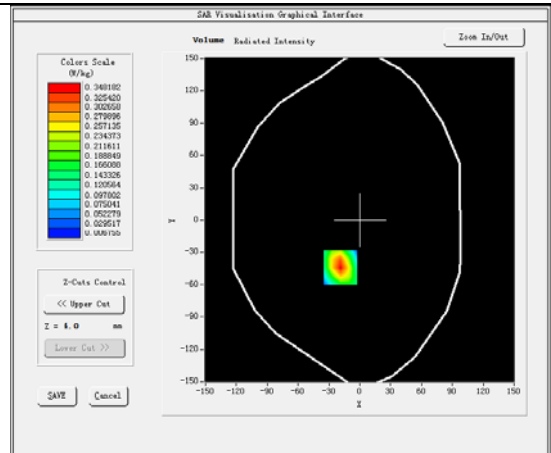 SAR Visualisation Graphical Interface
Volume Radiated Intensity
Zoom In/Out
Colors Scale
(W/kg)
0.348182
0.325420
0.302658
0.279896
0.257135
0.234373
0.211611
0.188849
0.166088
0.143326
0.120564
0.097802
0.075041
0.052279
0.029517
0.006755
150
120
90
60
30
0
-30
-60
-90
-120
-150
Y
-150 -120 -90 -60 -30 0 30 60 90 120 150
X
Z-Cuts Control
<< Upper Cut
Z = 4.0 mm
Lower Cut >>
SAVE Cancel